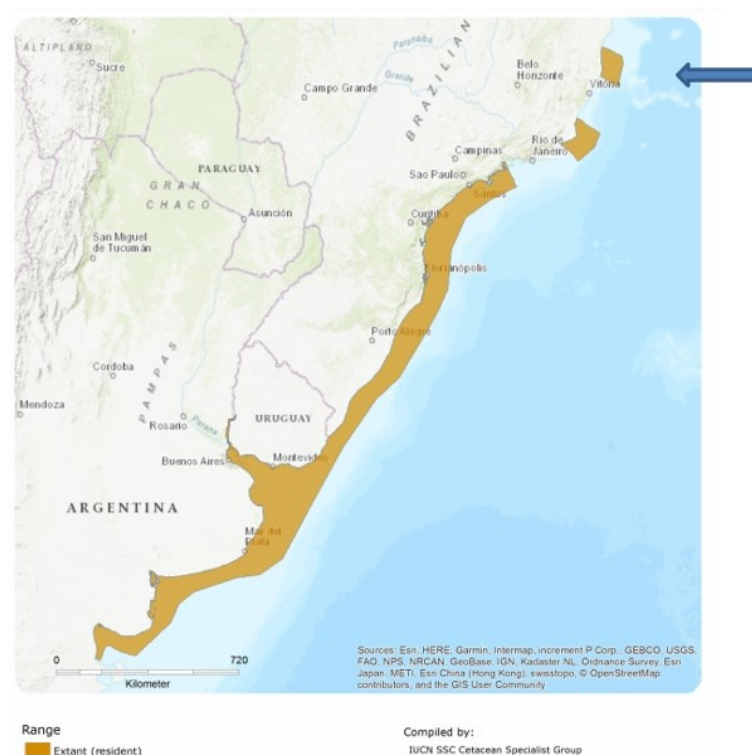 ALTIPLANO
Sucre
Paranaiba
Grande
Campo Grande
BRAZILIAN
Belo
Horizonte
Vitória
Campinas
Rio de
Janeiro
Sao Paulo
Santos
PARAGUAY
GRAN
CHACO
Asunción
Curitiba
San Miguel
de Tucumán
Florianópolis
Porto Alegre
PAMPAS
Cordoba
Mendoza
Rosario
Parana
URUGUAY
Buenos Aires
Montevideo
ARGENTINA
Mar del
Plata
0 720
Kilometer
Sources: Esri, HERE, Garmin, Intermap, increment P Corp., GEBCO, USGS,
FAO, NPS, NRCAN, GeoBase, IGN, Kadaster NL, Ordnance Survey, Esri
Japan, METI, Esri China (Hong Kong), swisstopo, © OpenStreetMap
contributors, and the GIS User Community
Range
Extant (resident)
Compiled by:
IUCN SSC Cetacean Specialist Group